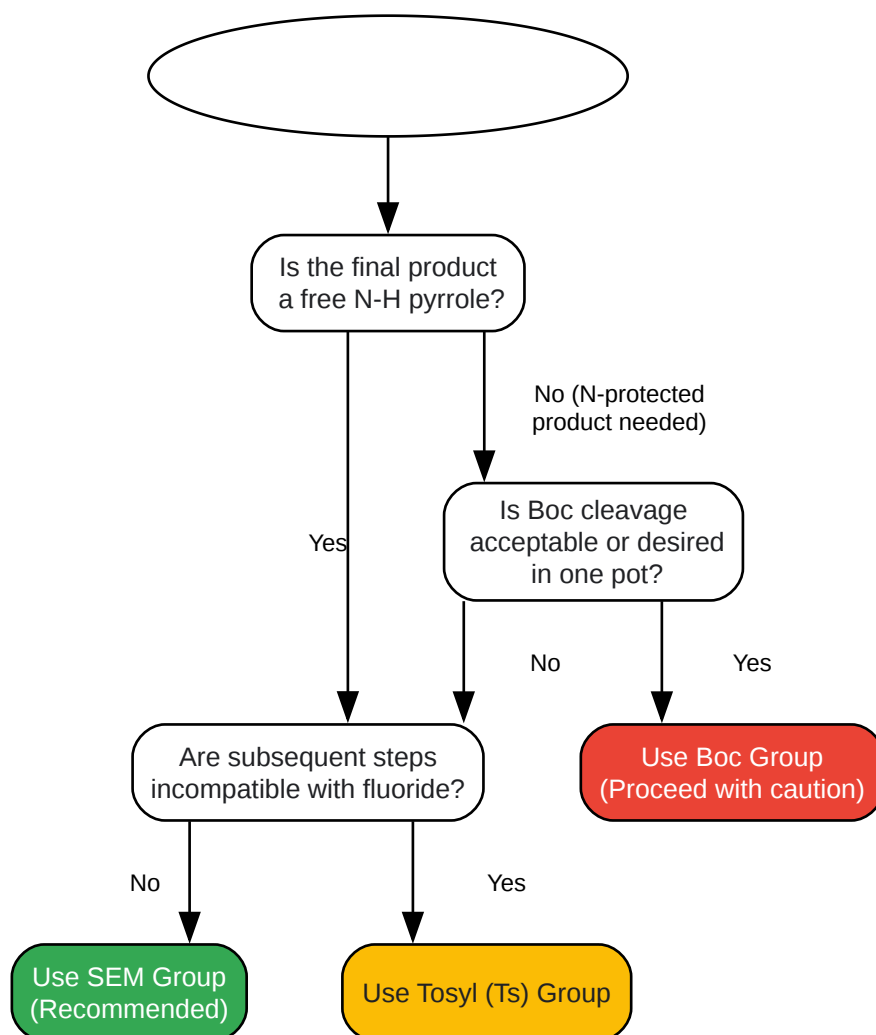 Is the final product
a free N-H pyrrole?
No (N-protected
product needed)
Is Boc cleavage
acceptable or desired
in one pot?
Yes
No
Yes
Are subsequent steps
incompatible with fluoride?
Use Boc Group
(Proceed with caution)
No
Yes
Use SEM Group
(Recommended)
Use Tosyl (Ts) Group